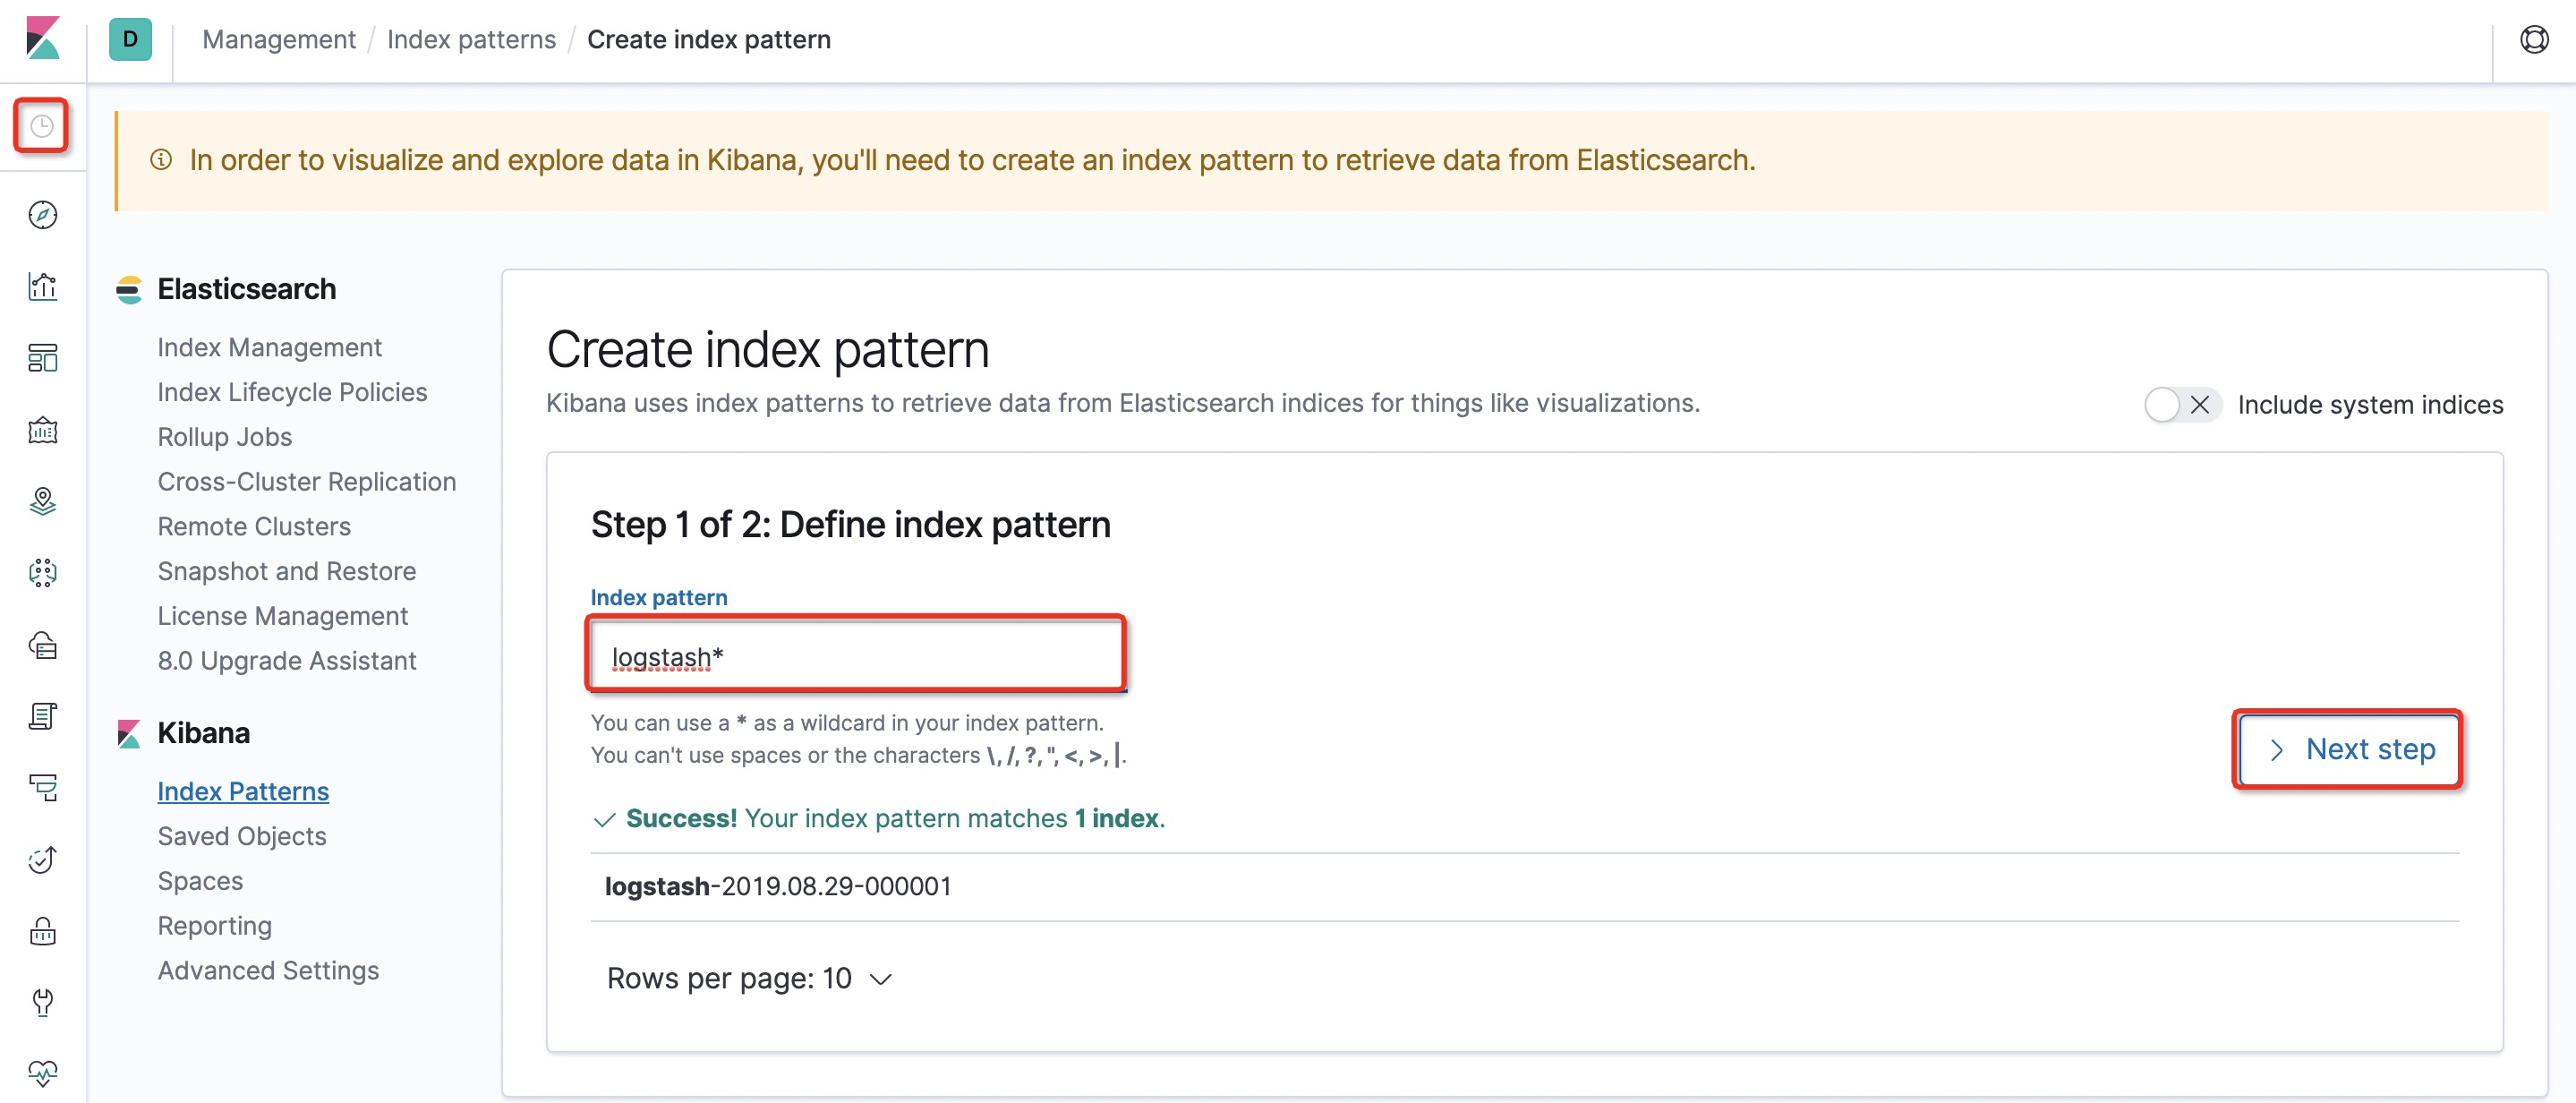 D
Management / Index patterns / Create index pattern
In order to visualize and explore data in Kibana, you'll need to create an index pattern to retrieve data from Elasticsearch.
Elasticsearch
Index Management
Index Lifecycle Policies
Rollup Jobs
Cross-Cluster Replication
Remote Clusters
Snapshot and Restore
License Management
8.0 Upgrade Assistant
Kibana
Index Patterns
Saved Objects
Spaces
Reporting
Advanced Settings
Create index pattern
Kibana uses index patterns to retrieve data from Elasticsearch indices for things like visualizations.
Include system indices
Step 1 of 2: Define index pattern
Index pattern
logstash*
You can use a * as a wildcard in your index pattern.
You can't use spaces or the characters \, /, ?, ", <, >, |.
Next step
Success! Your index pattern matches 1 index.
logstash-2019.08.29-000001
Rows per page: 10